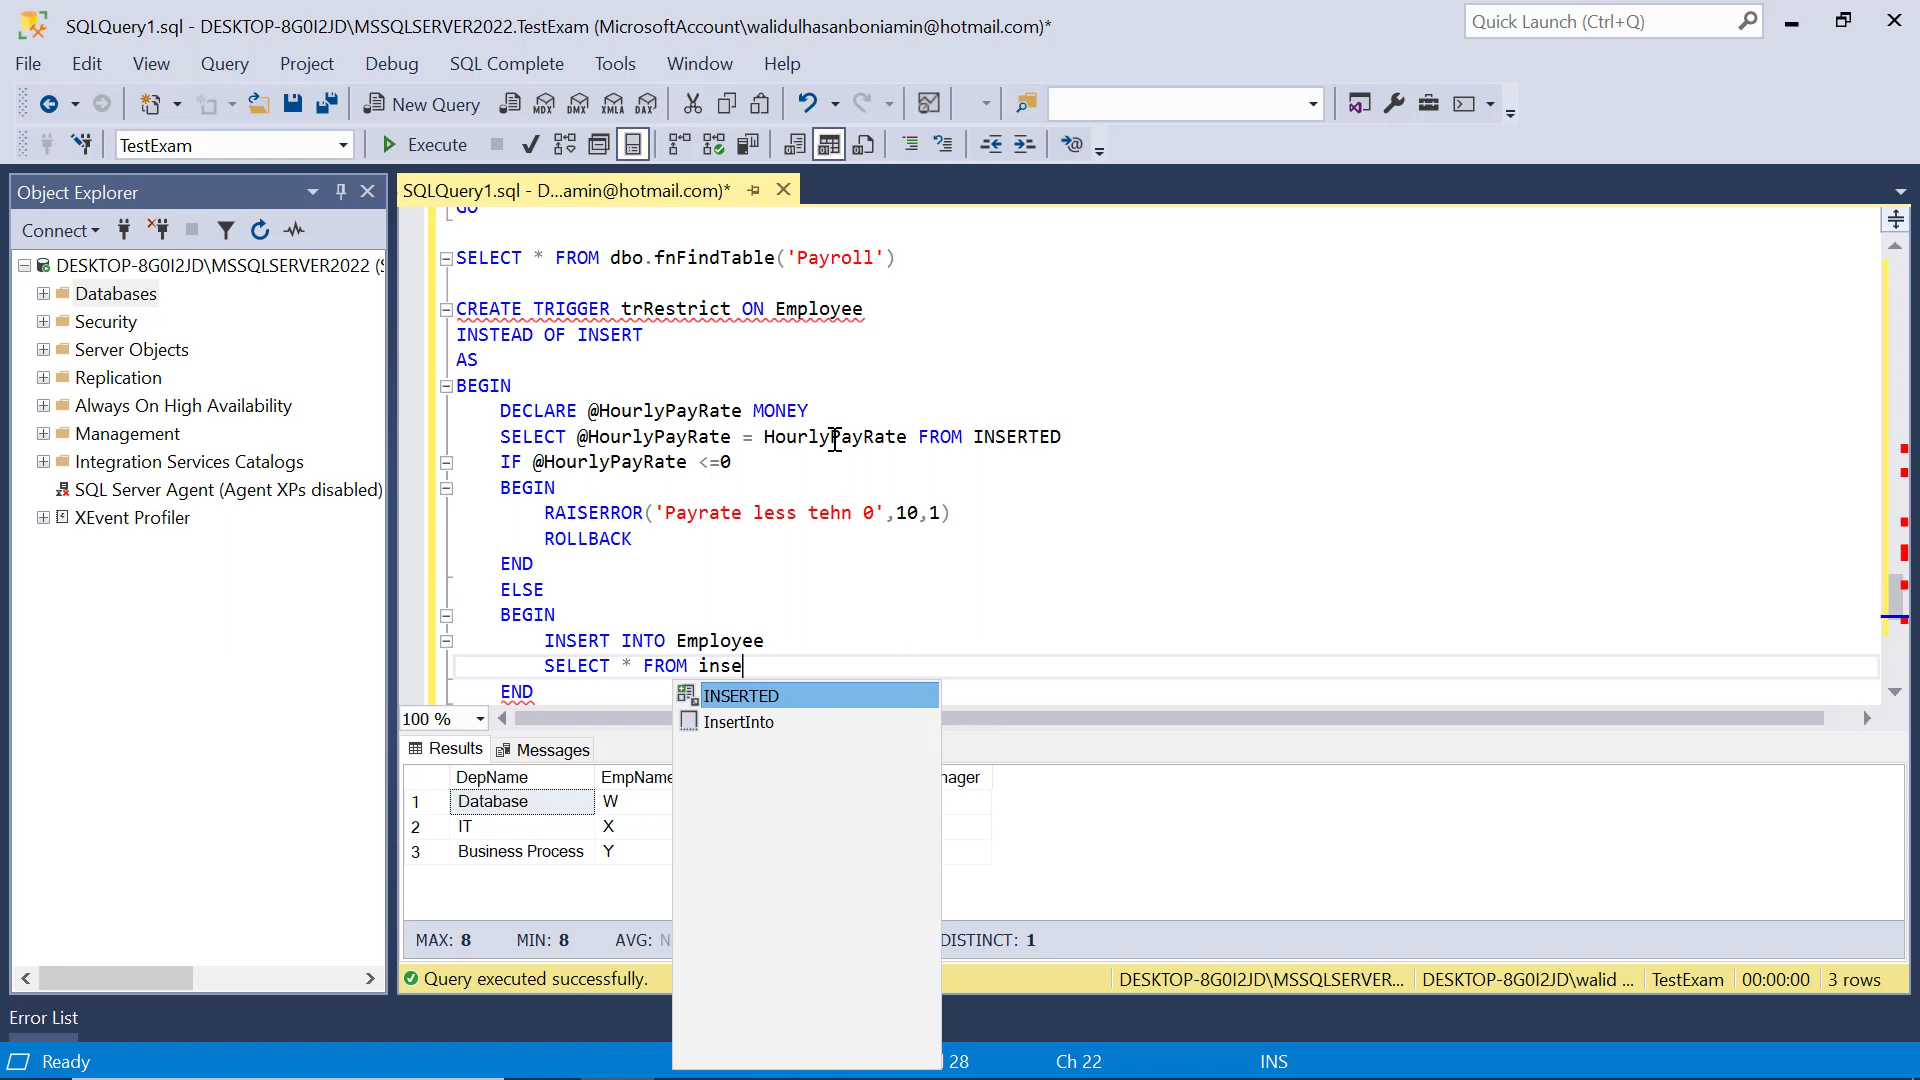 SQLQuery1.sql - DESKTOP-8G0I2JD\MSSQLSERVER2022.TestExam (MicrosoftAccount\walidulhasanboniamin@hotmail.com)*
Quick Launch (Ctrl+Q)
File Edit View Query Project Debug SQL Complete Tools Window Help
New Query MDX DMX XMLA DAX
TestExam Execute
Object Explorer
SQLQuery1.sql - D...amin@hotmail.com)*
Connect
DESKTOP-8G0I2JD\MSSQLSERVER2022 (S
Databases
Security
Server Objects
Replication
Always On High Availability
Management
Integration Services Catalogs
SQL Server Agent (Agent XPs disabled)
XEvent Profiler
GO
SELECT * FROM dbo.fnFindTable('Payroll')
CREATE TRIGGER trRestrict ON Employee
INSTEAD OF INSERT
AS
BEGIN
DECLARE @HourlyPayRate MONEY
SELECT @HourlyPayRate = HourlyPayRate FROM INSERTED
IF @HourlyPayRate <=0
BEGIN
RAISERROR('Payrate less tehn 0',10,1)
ROLLBACK
END
ELSE
BEGIN
INSERT INTO Employee
SELECT * FROM inse
END
INSERTED
InsertInto
100 %
Results Messages
DepName EmpName nager
1 Database W
2 IT X
3 Business Process Y
MAX: 8 MIN: 8 AVG: N DISTINCT: 1
Query executed successfully. DESKTOP-8G0I2JD\MSSQLSERVER... DESKTOP-8G0I2JD\walid ... TestExam 00:00:00 3 rows
Error List
Ready 28 Ch 22 INS